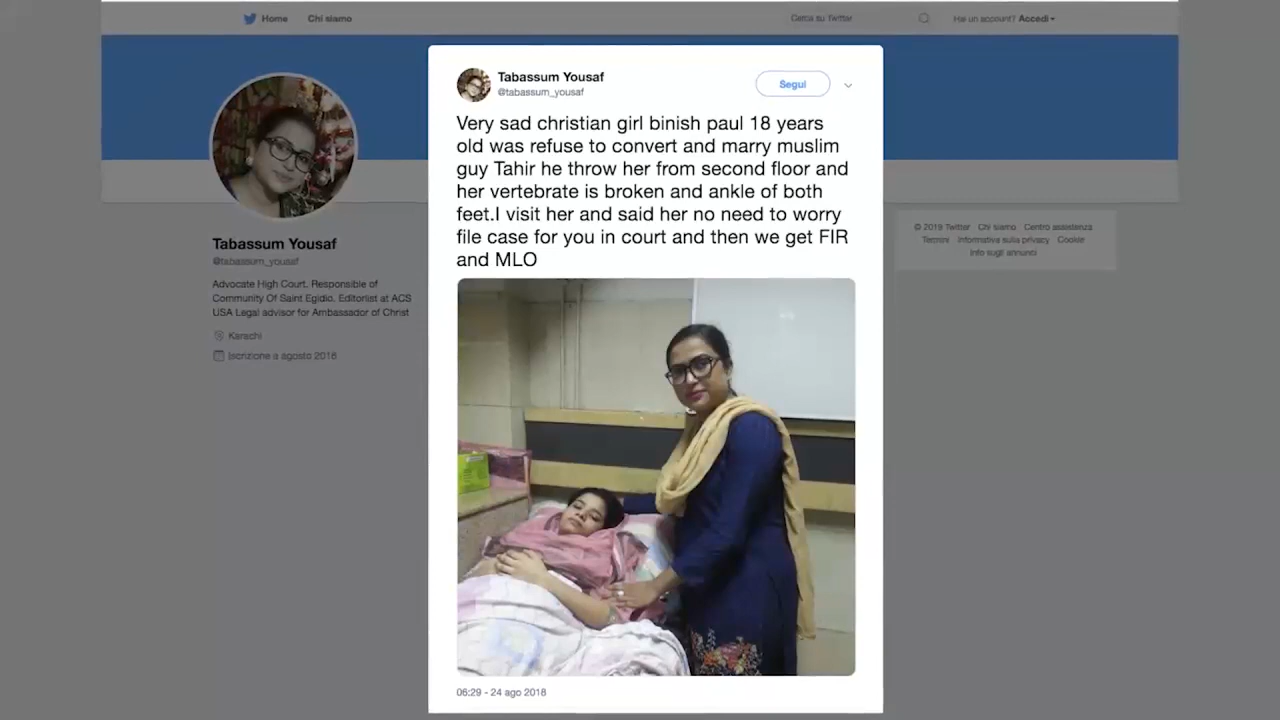 Home Chi siamo Cerca su Twitter Hai un account? Accedi
Tabassum Yousaf
@tabassum_yousaf
Segui
Very sad christian girl binish paul 18 years
old was refuse to convert and marry muslim
guy Tahir he throw her from second floor and
her vertebrate is broken and ankle of both
feet.I visit her and said her no need to worry
file case for you in court and then we get FIR
and MLO
06:29 - 24 ago 2018
Tabassum Yousaf
@tabassum_yousaf
Advocate High Court. Responsible of
Community Of Saint Egidio. Editorlist at ACS
USA Legal advisor for Ambassador of Christ
Karachi
Iscrizione a agosto 2018
© 2019 Twitter Chi siamo Centro assistenza
Termini Informativa sulla privacy Cookie
Info sugli annunci